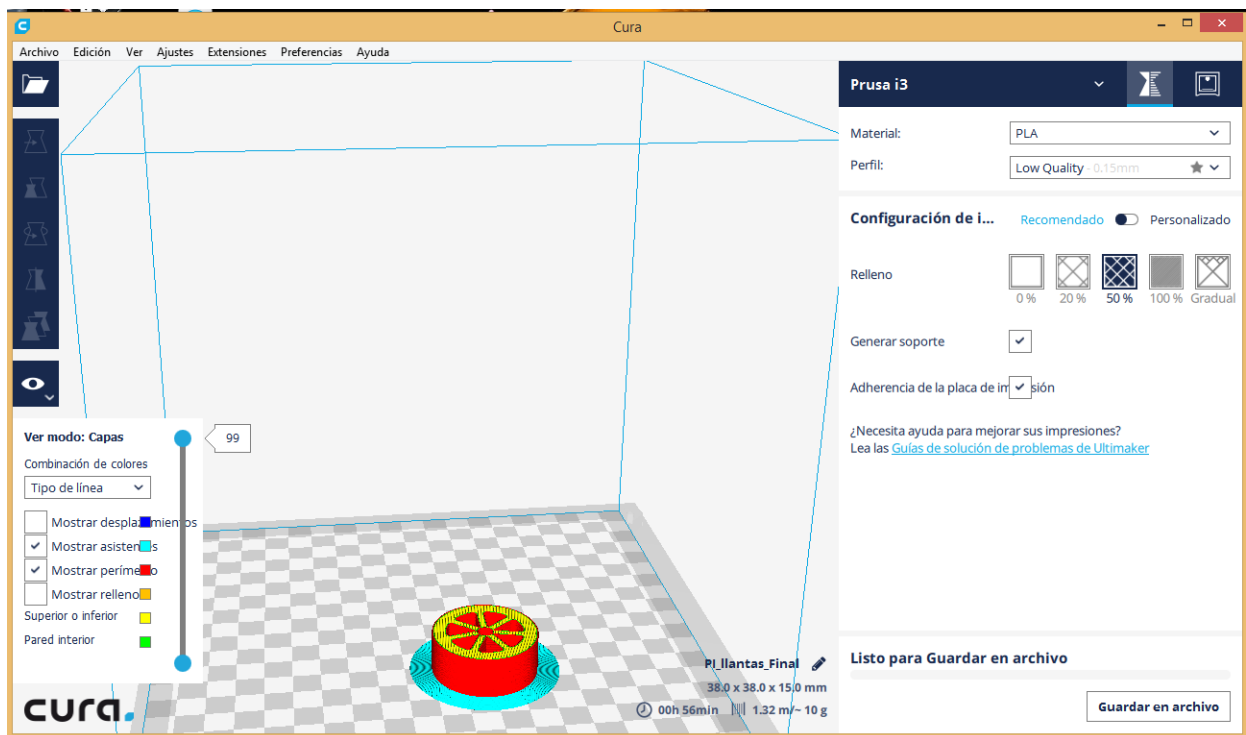 Cura
Archivo Edición Ver Ajustes Extensiones Preferencias Ayuda
Prusa i3
Material: PLA
Perfil: Low Quality - 0.15mm
Configuración de i... Recomendado Personalizado
Relleno
0 % 20 % 50 % 100 % Gradual
Generar soporte
Adherencia de la placa de im sión
¿Necesita ayuda para mejorar sus impresiones?
Lea las Guías de solución de problemas de Ultimaker
Ver modo: Capas
99
Combinación de colores
Tipo de línea
Mostrar desplaz mientos
Mostrar asisten s
Mostrar períme o
Mostrar relleno
Superior o inferior
Pared interior
cura.
PI_llantas_Final
38.0 x 38.0 x 15.0 mm
00h 56min 1.32 m/~ 10 g
Listo para Guardar en archivo
Guardar en archivo